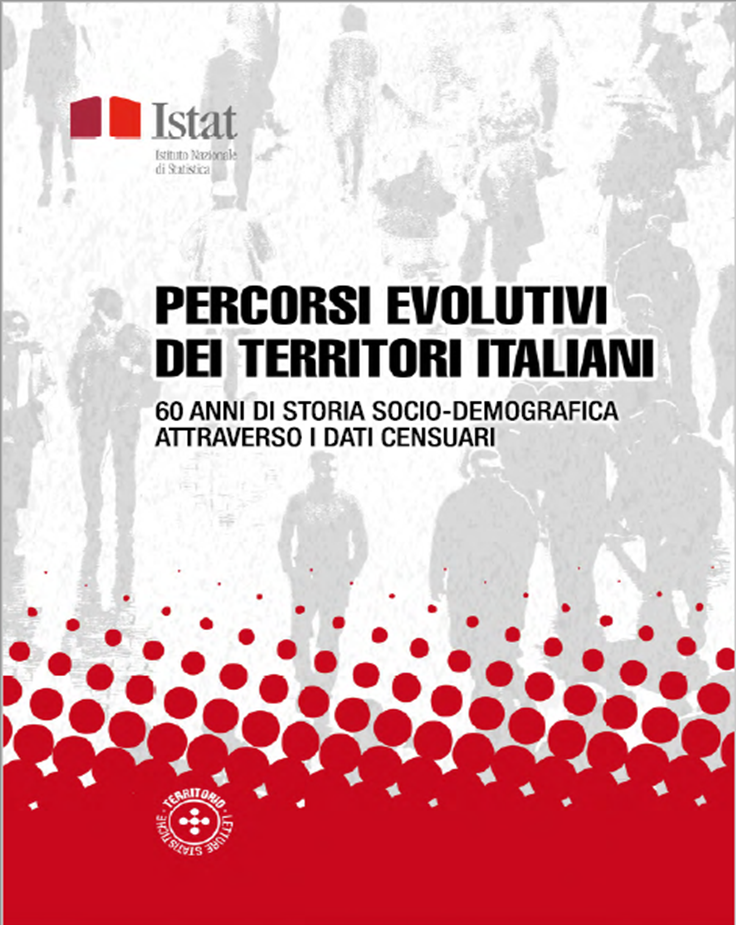 Istat
Istituto Nazionale
di Statistica
PERCORSI EVOLUTIVI
DEI TERRITORI ITALIANI
60 ANNI DI STORIA SOCIO-DEMOGRAFICA
ATTRAVERSO I DATI CENSUARI
TERRITORIO · LETTURE STATISTICHE ·